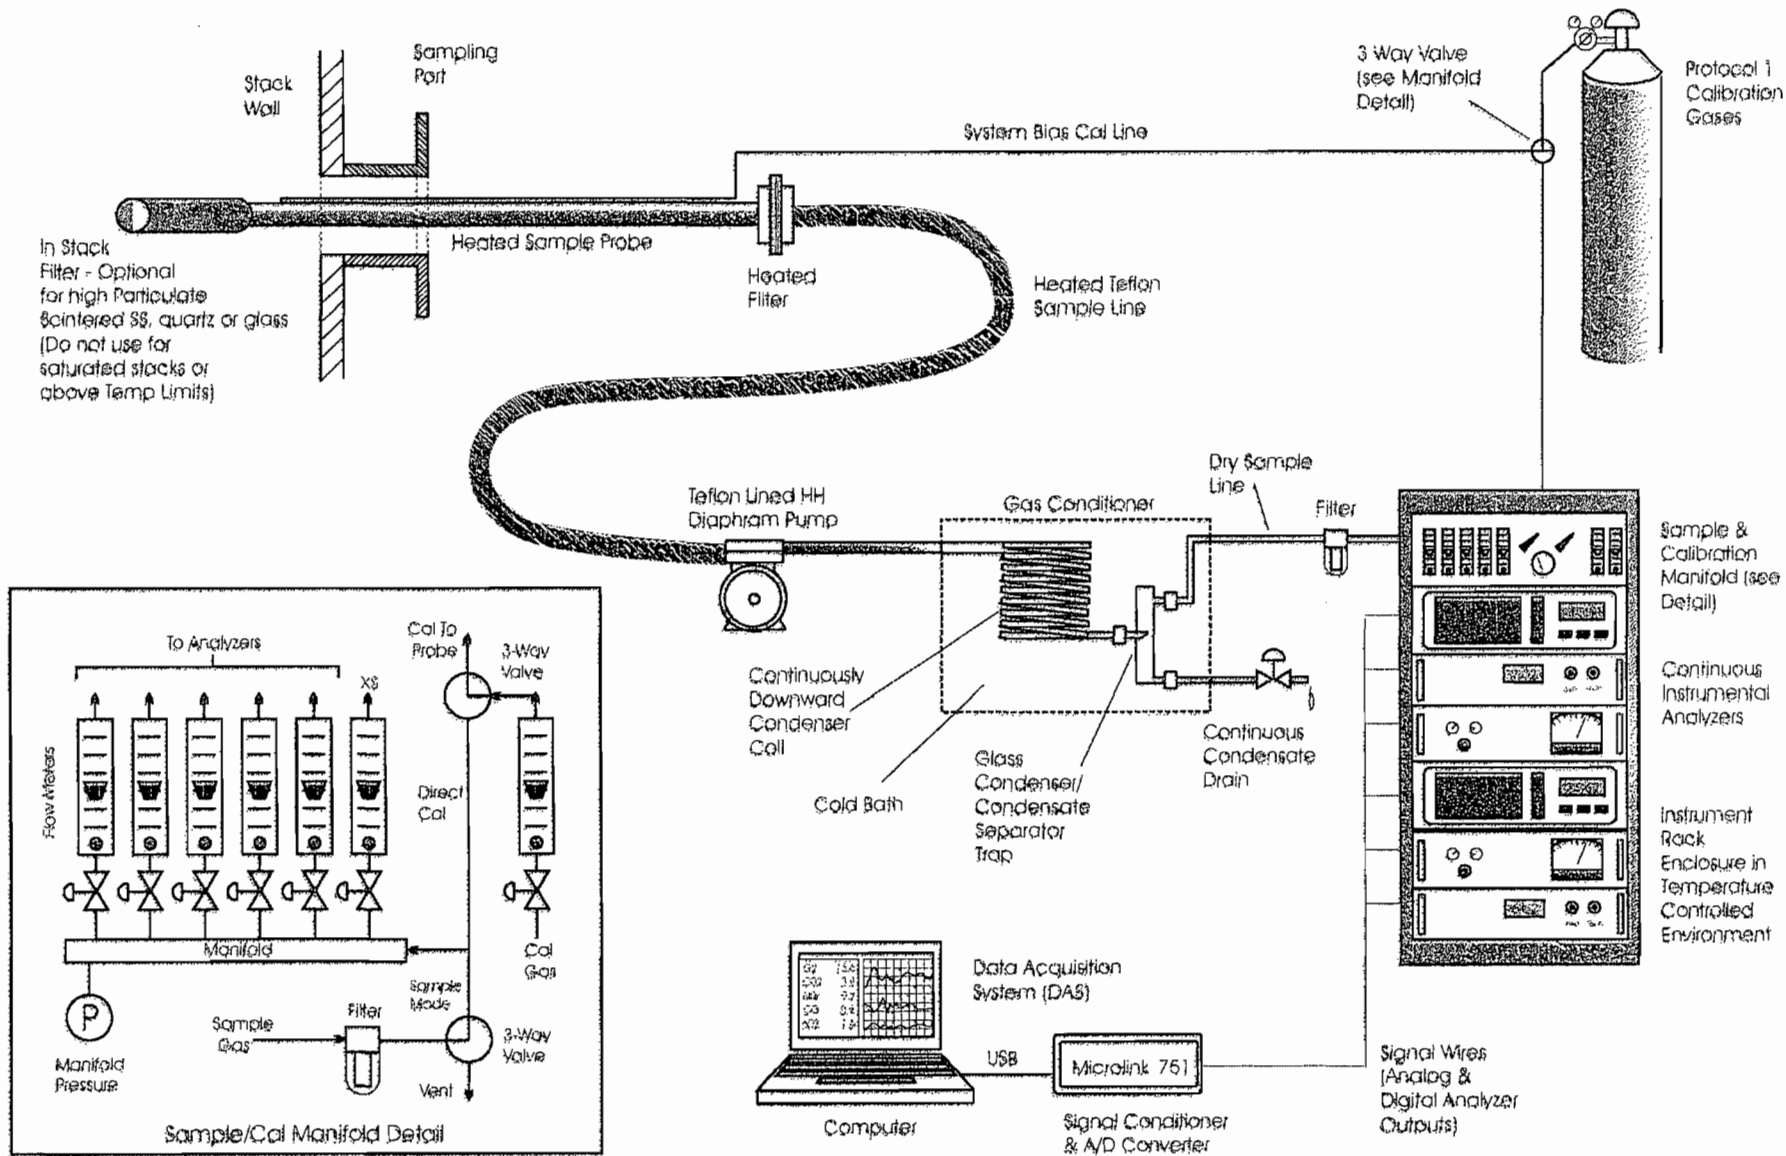 Stack
Wall
Sampling
Port
3 Way Valve
(see Manifold
Detail)
Protocol 1
Calibration
Gases
System Bias Cal Line
Heated Sample Probe
In Stack
Filter - Optional
for high Particulate
Scintered SS, quartz or glass
(Do not use for
saturated stacks or
above Temp Limits)
Heated
Filter
Heated Teflon
Sample Line
Teflon Lined HH
Diaphram Pump
Gas Conditioner
Dry Sample
Line
Filter
Sample &
Calibration
Manifold (see
Detail)
Continuously
Downward
Condenser
Coil
Cold Bath
Glass
Condenser/
Condensate
Separator
Trap
Continuous
Condensate
Drain
Continuous
Instrumental
Analyzers
Instrument
Rack
Enclosure in
Temperature
Controlled
Environment
To Analyzers
XS
Cal To
Probe
3-Way
Valve
Flow Meters
Direct
Cal
Manifold
Cal
Gas
Sample
Mode
P
Manifold
Pressure
Sample
Gas
Filter
3-Way
Valve
Vent
Sample/Cal Manifold Detail
Data Acquisition
System (DAS)
USB
Microlink 751
Computer
Signal Conditioner
& A/D Converter
Signal Wires
(Analog &
Digital Analyzer
Outputs)